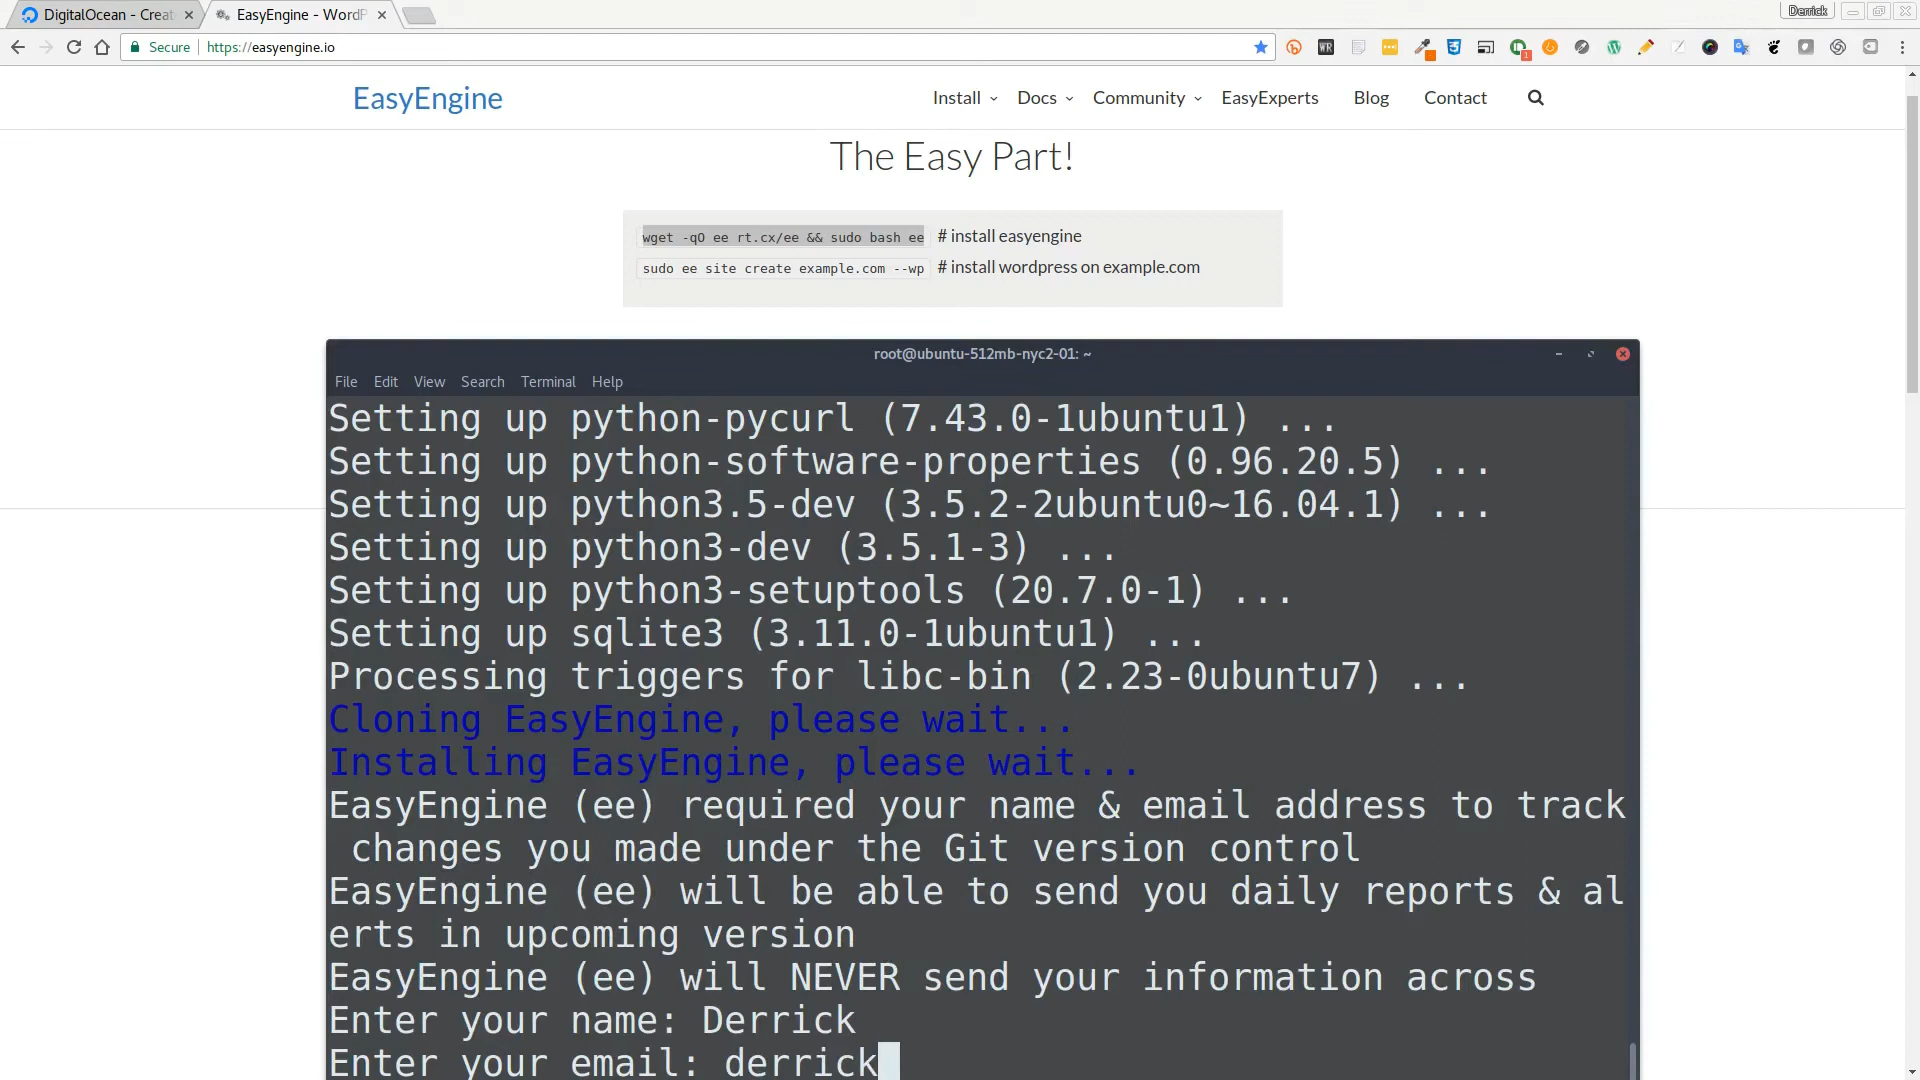 DigitalOcean - Creat
EasyEngine - WordP
Derrick
Secure
https://easyengine.io
WR
1
EasyEngine
Install
Docs
Community
EasyExperts
Blog
Contact
The Easy Part!
wget -qO ee rt.cx/ee && sudo bash ee # install easyengine
sudo ee site create example.com --wp # install wordpress on example.com
root@ubuntu-512mb-nyc2-01: ~
File Edit View Search Terminal Help
Setting up python-pycurl (7.43.0-1ubuntu1) ...
Setting up python-software-properties (0.96.20.5) ...
Setting up python3.5-dev (3.5.2-2ubuntu0~16.04.1) ...
Setting up python3-dev (3.5.1-3) ...
Setting up python3-setuptools (20.7.0-1) ...
Setting up sqlite3 (3.11.0-1ubuntu1) ...
Processing triggers for libc-bin (2.23-0ubuntu7) ...
Cloning EasyEngine, please wait...
Installing EasyEngine, please wait...
EasyEngine (ee) required your name & email address to track
changes you made under the Git version control
EasyEngine (ee) will be able to send you daily reports & al
erts in upcoming version
EasyEngine (ee) will NEVER send your information across
Enter your name: Derrick
Enter your email: derrick